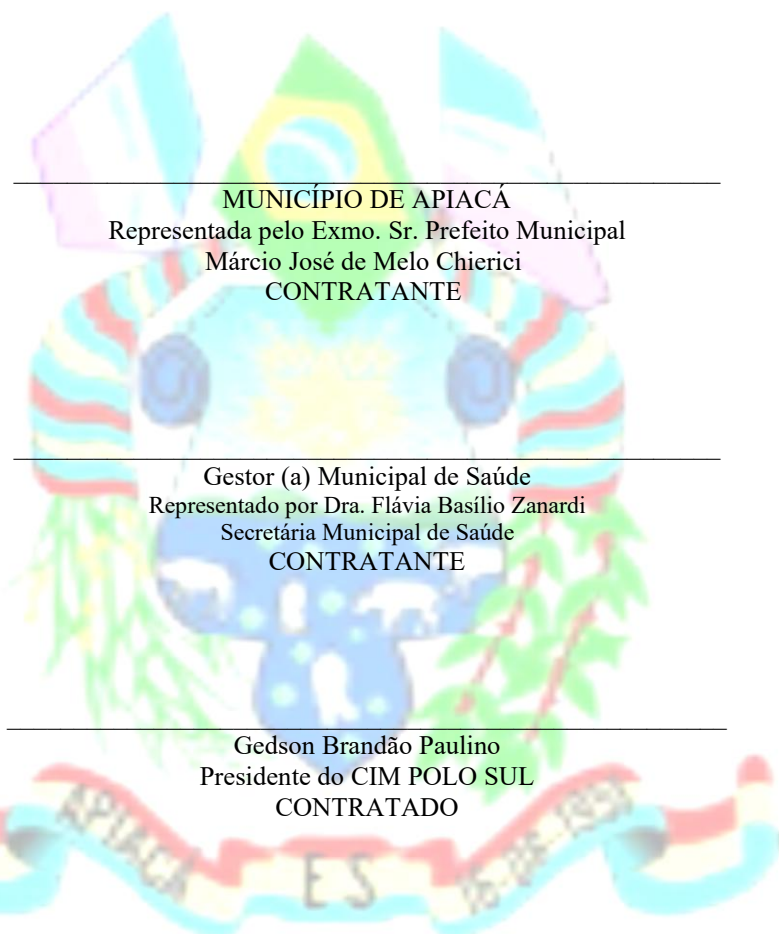 MUNICÍPIO DE APIACÁ
Representada pelo Exmo. Sr. Prefeito Municipal
Márcio José de Melo Chierici
CONTRATANTE
Gestor (a) Municipal de Saúde
Representado por Dra. Flávia Basílio Zanardi
Secretária Municipal de Saúde
CONTRATANTE
Gedson Brandão Paulino
Presidente do CIM POLO SUL
CONTRATADO
APIACÁ ES